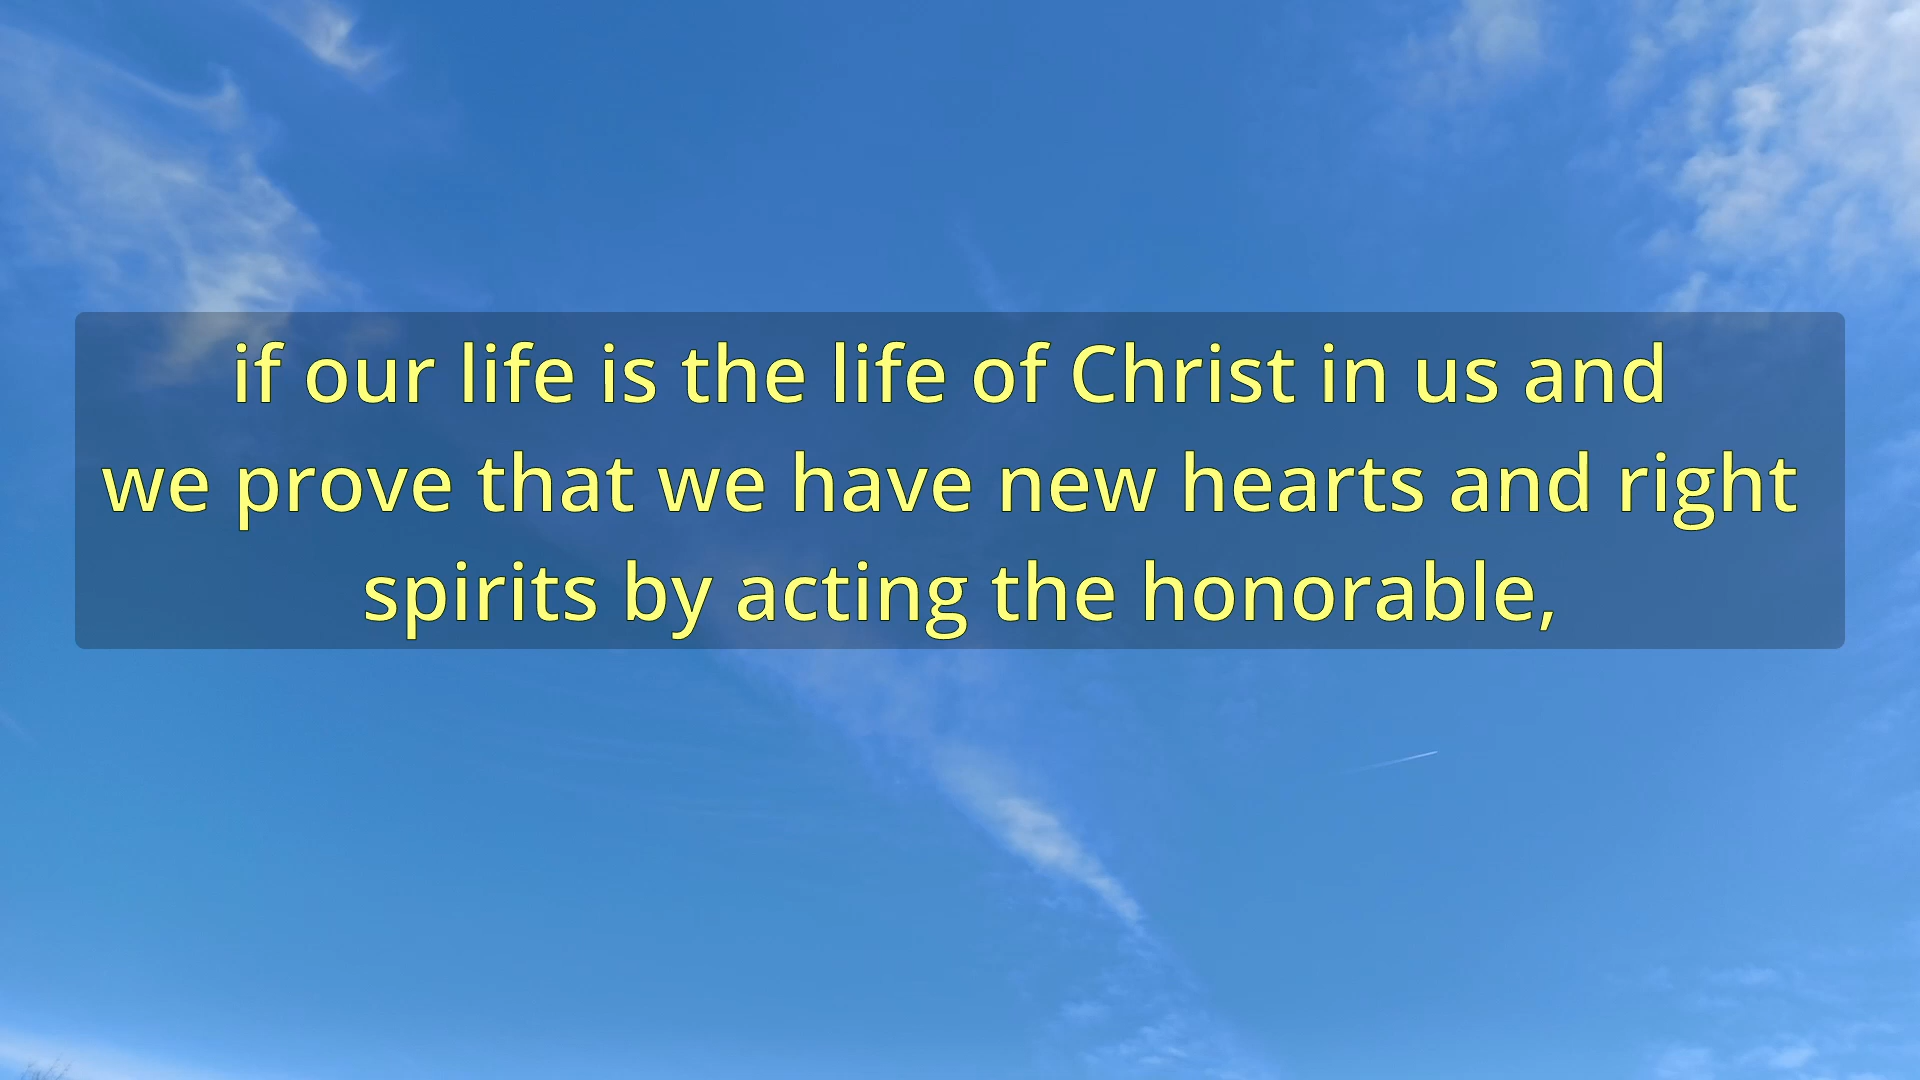 if our life is the life of Christ in us and
we prove that we have new hearts and right
spirits by acting the honorable,